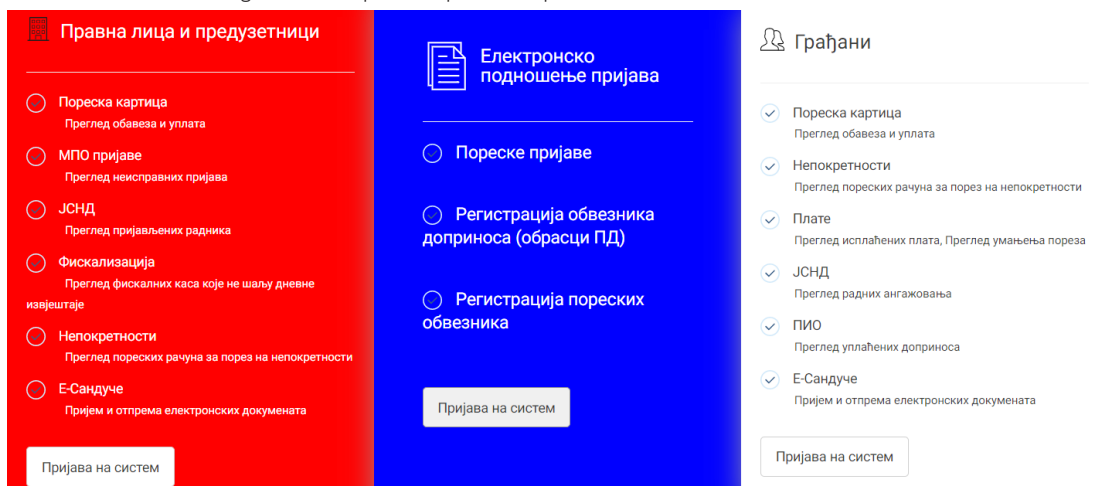 Правна лица и предузетници
Пореска картица
Преглед обавеза и уплата
МПО пријаве
Преглед неисправних пријава
ЈСНД
Преглед пријављених радника
Фискализација
Преглед фискалних каса које не шаљу дневне
извјештаје
Непокретности
Преглед пореских рачуна за порез на непокретности
Е-Сандуче
Пријем и отпрема електронских докумената
Пријава на систем
Електронско
подношење пријава
Пореске пријаве
Регистрација обвезника
доприноса (обрасци ПД)
Регистрација пореских
обвезника
Пријава на систем
Грађани
Пореска картица
Преглед обавеза и уплата
Непокретности
Преглед пореских рачуна за порез на непокретности
Плате
Преглед исплаћених плата, Преглед умањења пореза
ЈСНД
Преглед радних ангажовања
ПИО
Преглед уплаћених доприноса
Е-Сандуче
Пријем и отпрема електронских докумената
Пријава на систем